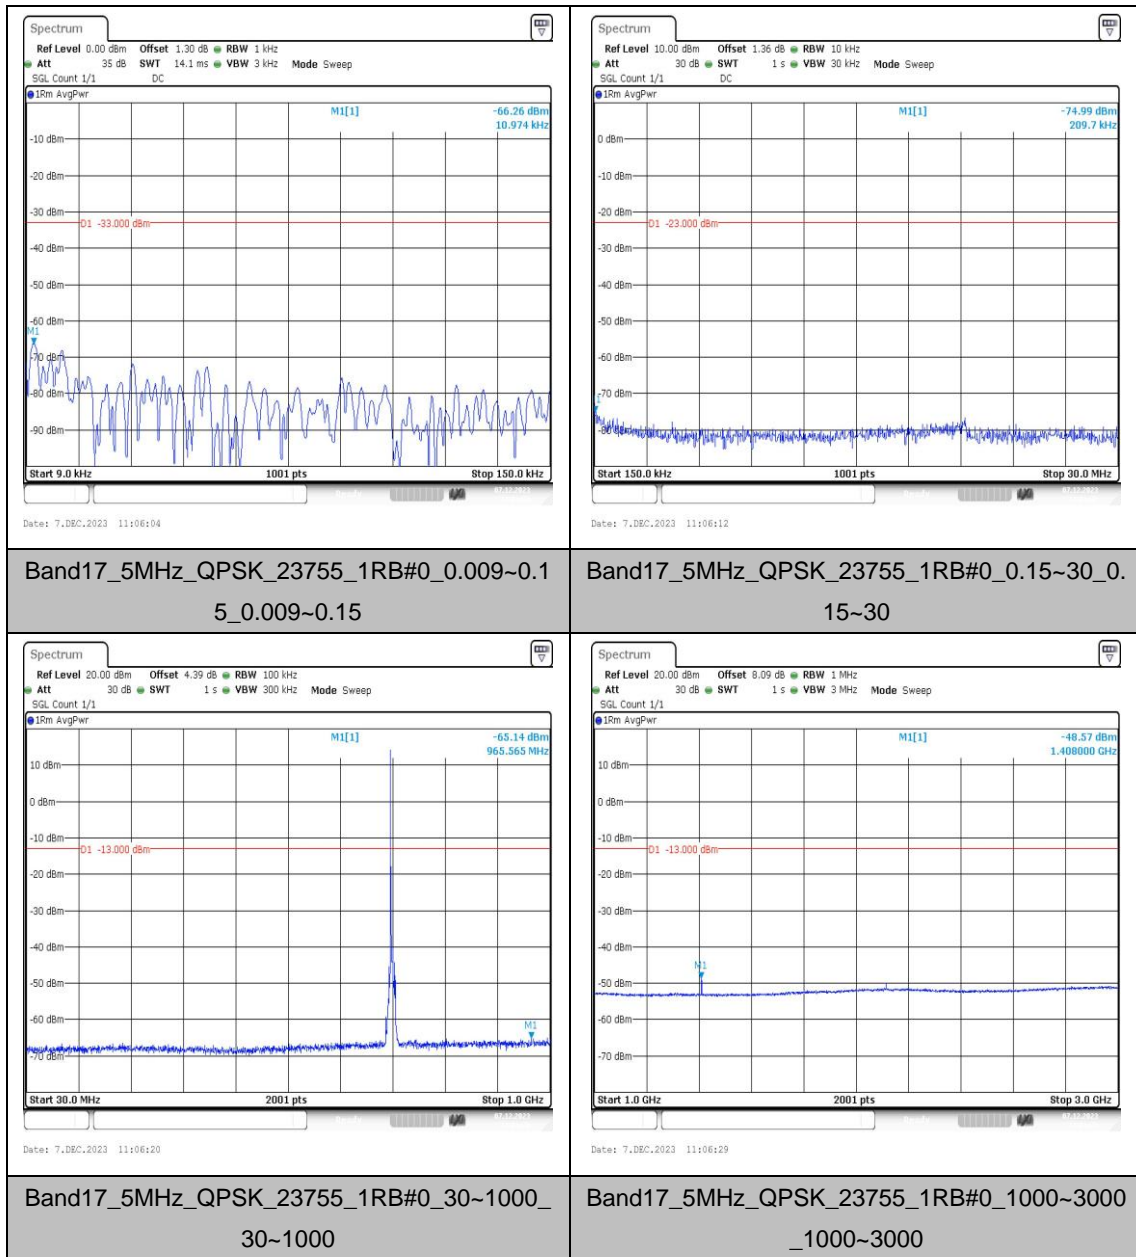 Spectrum
Ref Level 0.00 dBm Offset 1.30 dB RBW 1 kHz
Att 35 dB SWT 14.1 ms VBW 3 kHz Mode Sweep
SGL Count 1/1 DC
1Rm AvgPwr
M1[1] -66.26 dBm
10.974 kHz
-10 dBm
-20 dBm
-30 dBm
D1 -33.000 dBm
-40 dBm
-50 dBm
-60 dBm
M1
-70 dBm
-80 dBm
-90 dBm
Start 9.0 kHz 1001 pts Stop 150.0 kHz
07.12.2023
Date: 7.DEC.2023 11:06:04
Band17_5MHz_QPSK_23755_1RB#0_0.009~0.1
5_0.009~0.15
Spectrum
Ref Level 10.00 dBm Offset 1.36 dB RBW 10 kHz
Att 30 dB SWT 1 s VBW 30 kHz Mode Sweep
SGL Count 1/1 DC
1Rm AvgPwr
M1[1] -74.99 dBm
209.7 kHz
0 dBm
-10 dBm
-20 dBm
D1 -23.000 dBm
-30 dBm
-40 dBm
-50 dBm
-60 dBm
-70 dBm
-80 dBm
Start 150.0 kHz 1001 pts Stop 30.0 MHz
07.12.2023
Date: 7.DEC.2023 11:06:12
Band17_5MHz_QPSK_23755_1RB#0_0.15~30_0.
15~30
Spectrum
Ref Level 20.00 dBm Offset 4.39 dB RBW 100 kHz
Att 30 dB SWT 1 s VBW 300 kHz Mode Sweep
SGL Count 1/1
1Rm AvgPwr
M1[1] -65.14 dBm
965.565 MHz
10 dBm
0 dBm
-10 dBm
D1 -13.000 dBm
-20 dBm
-30 dBm
-40 dBm
-50 dBm
-60 dBm
M1
-70 dBm
Start 30.0 MHz 2001 pts Stop 1.0 GHz
07.12.2023
Date: 7.DEC.2023 11:06:20
Band17_5MHz_QPSK_23755_1RB#0_30~1000_
30~1000
Spectrum
Ref Level 20.00 dBm Offset 8.09 dB RBW 1 MHz
Att 30 dB SWT 1 s VBW 3 MHz Mode Sweep
SGL Count 1/1
1Rm AvgPwr
M1[1] -48.57 dBm
1.408000 GHz
10 dBm
0 dBm
-10 dBm
D1 -13.000 dBm
-20 dBm
-30 dBm
-40 dBm
M1
-50 dBm
-60 dBm
-70 dBm
Start 1.0 GHz 2001 pts Stop 3.0 GHz
07.12.2023
Date: 7.DEC.2023 11:06:29
Band17_5MHz_QPSK_23755_1RB#0_1000~3000
_1000~3000